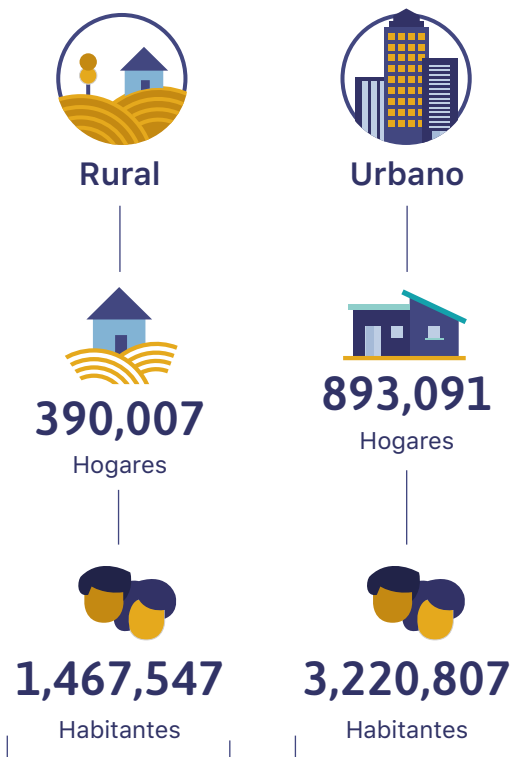 Rural
390,007
Hogares
1,467,547
Habitantes
Urbano
893,091
Hogares
3,220,807
Habitantes